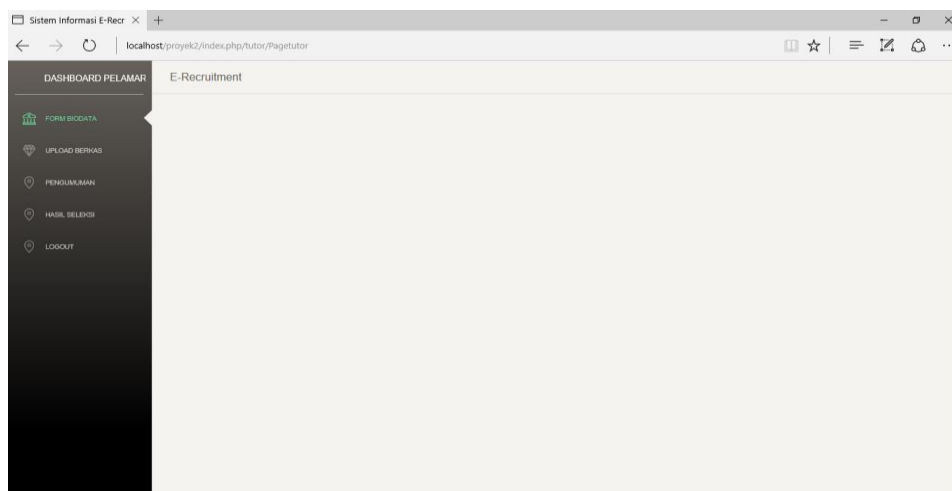 Sistem Informasi E-Recr
localhost/proyek2/index.php/tutor/Pagetutor
DASHBOARD PELAMAR
E-Recruitment
FORM BIODATA
UPLOAD BERKAS
PENGUMUMAN
HASIL SELEKSI
LOGOUT